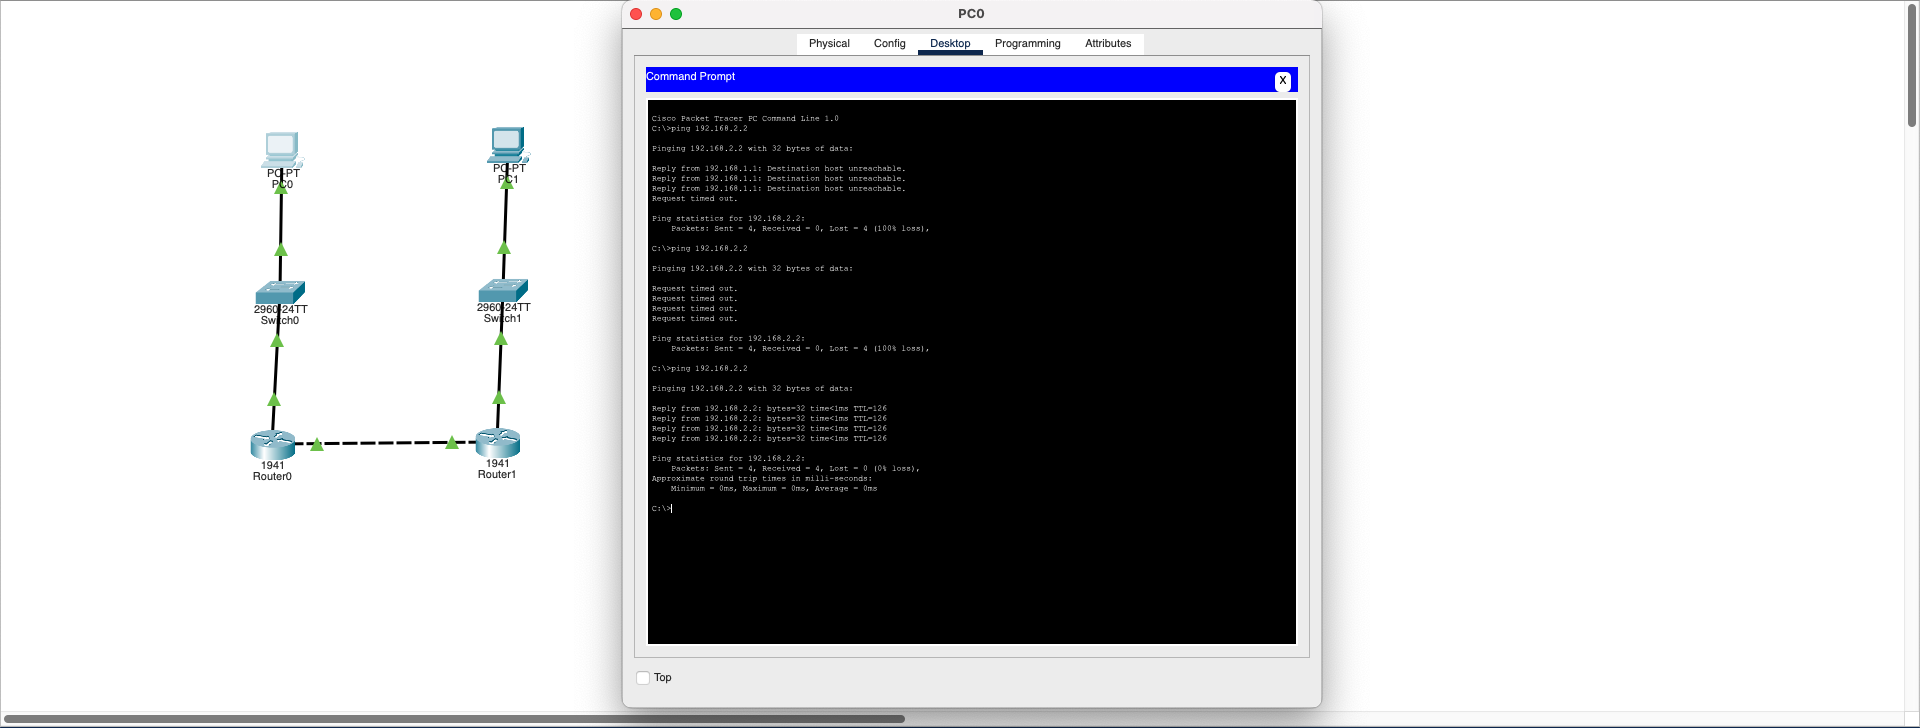 PC0
Physical Config Desktop Programming Attributes
Command Prompt
X
Cisco Packet Tracer PC Command Line 1.0
C:\>ping 192.168.2.2
Pinging 192.168.2.2 with 32 bytes of data:
Reply from 192.168.1.1: Destination host unreachable.
Reply from 192.168.1.1: Destination host unreachable.
Reply from 192.168.1.1: Destination host unreachable.
Request timed out.
Ping statistics for 192.168.2.2:
Packets: Sent = 4, Received = 0, Lost = 4 (100% loss),
C:\>ping 192.168.2.2
Pinging 192.168.2.2 with 32 bytes of data:
Request timed out.
Request timed out.
Request timed out.
Request timed out.
Ping statistics for 192.168.2.2:
Packets: Sent = 4, Received = 0, Lost = 4 (100% loss),
C:\>ping 192.168.2.2
Pinging 192.168.2.2 with 32 bytes of data:
Reply from 192.168.2.2: bytes=32 time<1ms TTL=126
Reply from 192.168.2.2: bytes=32 time<1ms TTL=126
Reply from 192.168.2.2: bytes=32 time<1ms TTL=126
Reply from 192.168.2.2: bytes=32 time<1ms TTL=126
Ping statistics for 192.168.2.2:
Packets: Sent = 4, Received = 4, Lost = 0 (0% loss),
Approximate round trip times in milli-seconds:
Minimum = 0ms, Maximum = 0ms, Average = 0ms
C:\>
Top
PC-PT
PC0
PC-PT
PC1
2960-24TT
Switch0
2960-24TT
Switch1
1941
Router0
1941
Router1